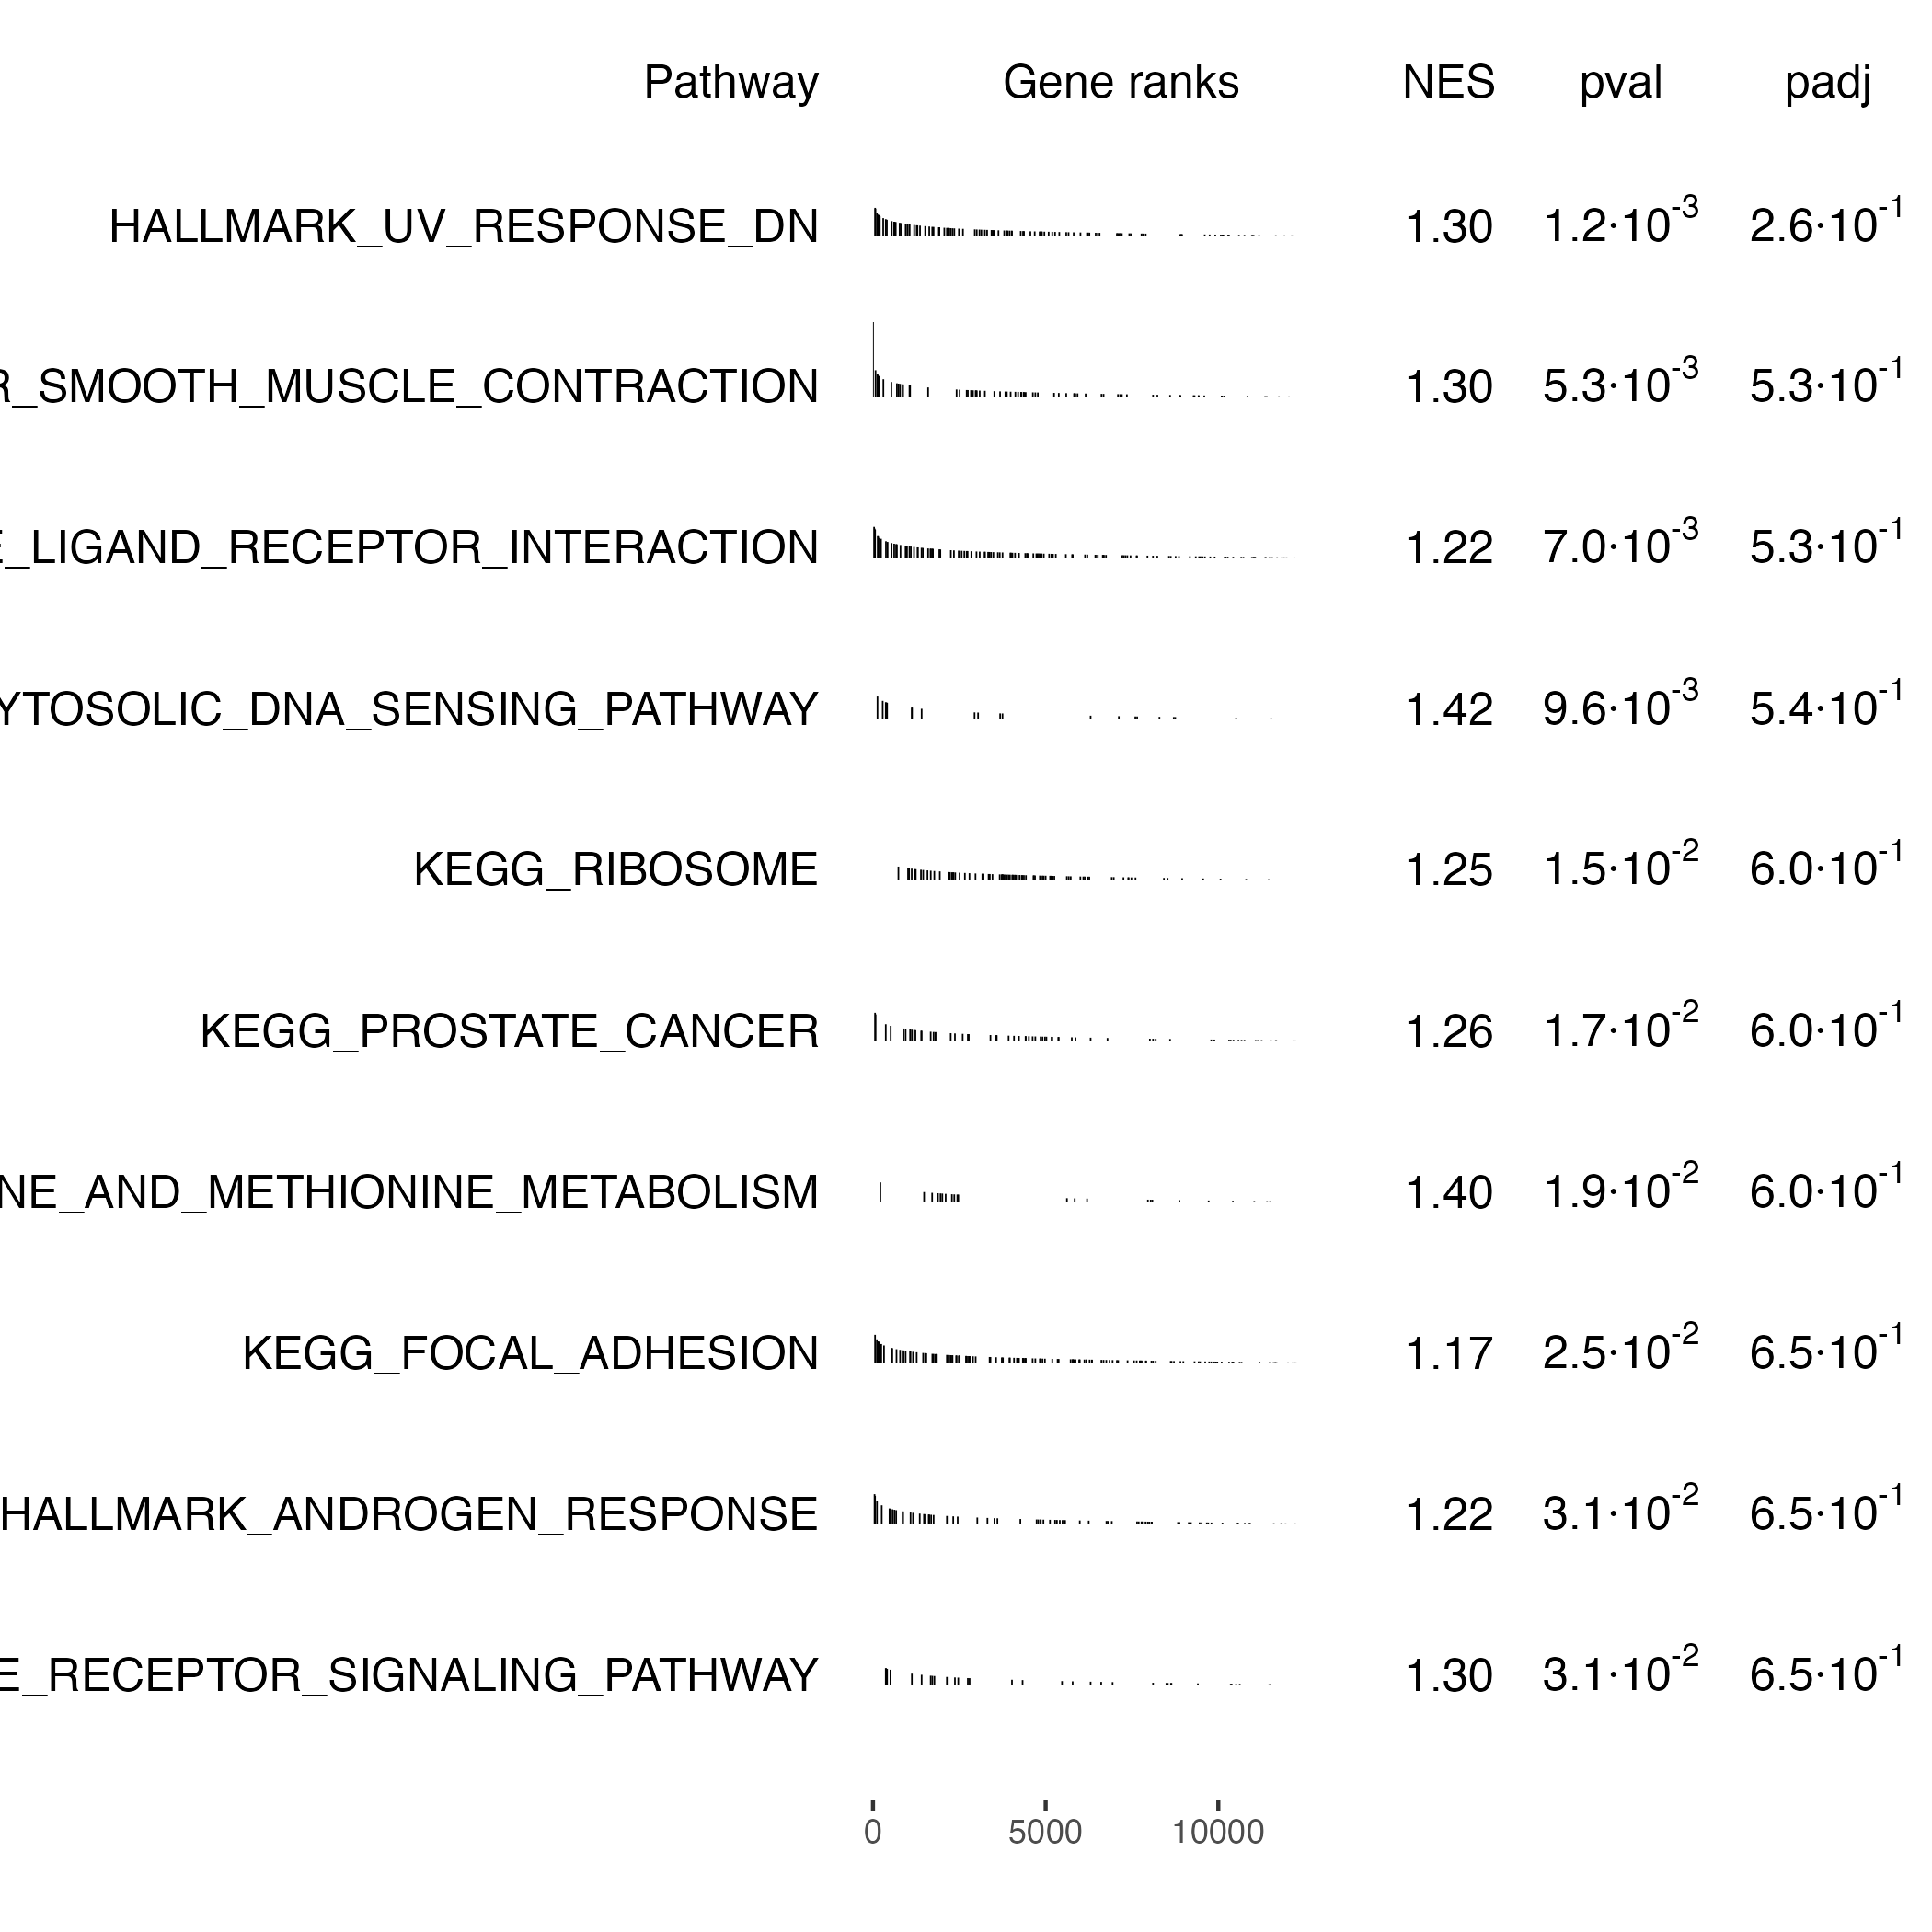 Pathway Gene ranks NES pval padj
HALLMARK_UV_RESPONSE_DN 1.30 1.2·10⁻³ 2.6·10⁻¹
R_SMOOTH_MUSCLE_CONTRACTION 1.30 5.3·10⁻³ 5.3·10⁻¹
E_LIGAND_RECEPTOR_INTERACTION 1.22 7.0·10⁻³ 5.3·10⁻¹
YTOSOLIC_DNA_SENSING_PATHWAY 1.42 9.6·10⁻³ 5.4·10⁻¹
KEGG_RIBOSOME 1.25 1.5·10⁻² 6.0·10⁻¹
KEGG_PROSTATE_CANCER 1.26 1.7·10⁻² 6.0·10⁻¹
NE_AND_METHIONINE_METABOLISM 1.40 1.9·10⁻² 6.0·10⁻¹
KEGG_FOCAL_ADHESION 1.17 2.5·10⁻² 6.5·10⁻¹
HALLMARK_ANDROGEN_RESPONSE 1.22 3.1·10⁻² 6.5·10⁻¹
E_RECEPTOR_SIGNALING_PATHWAY 1.30 3.1·10⁻² 6.5·10⁻¹
0 5000 10000